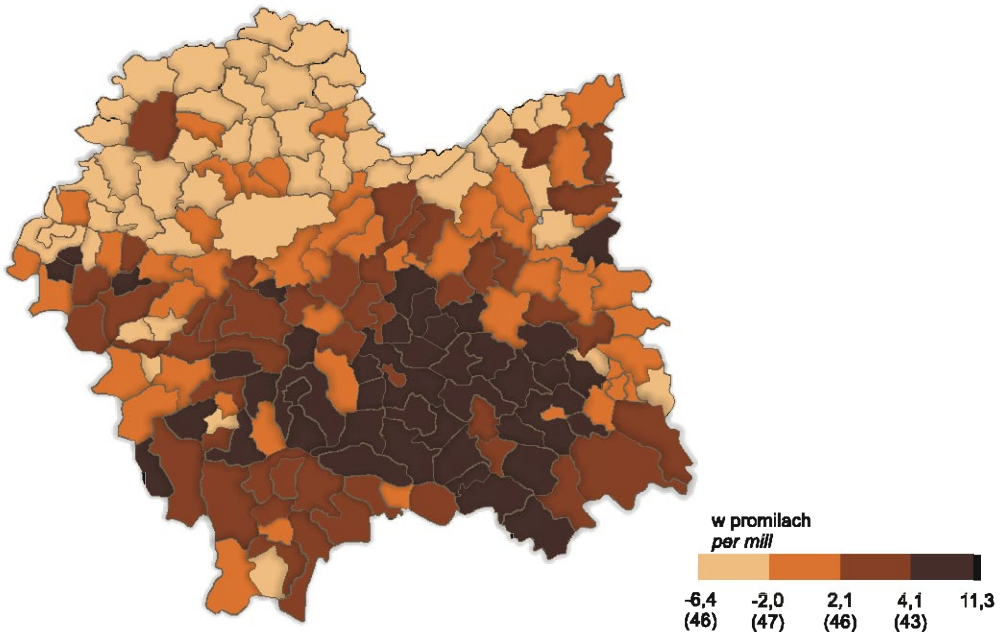 w promilach
per mill
-6,4 -2,0 2,1 4,1 11,3
(46) (47) (46) (43)